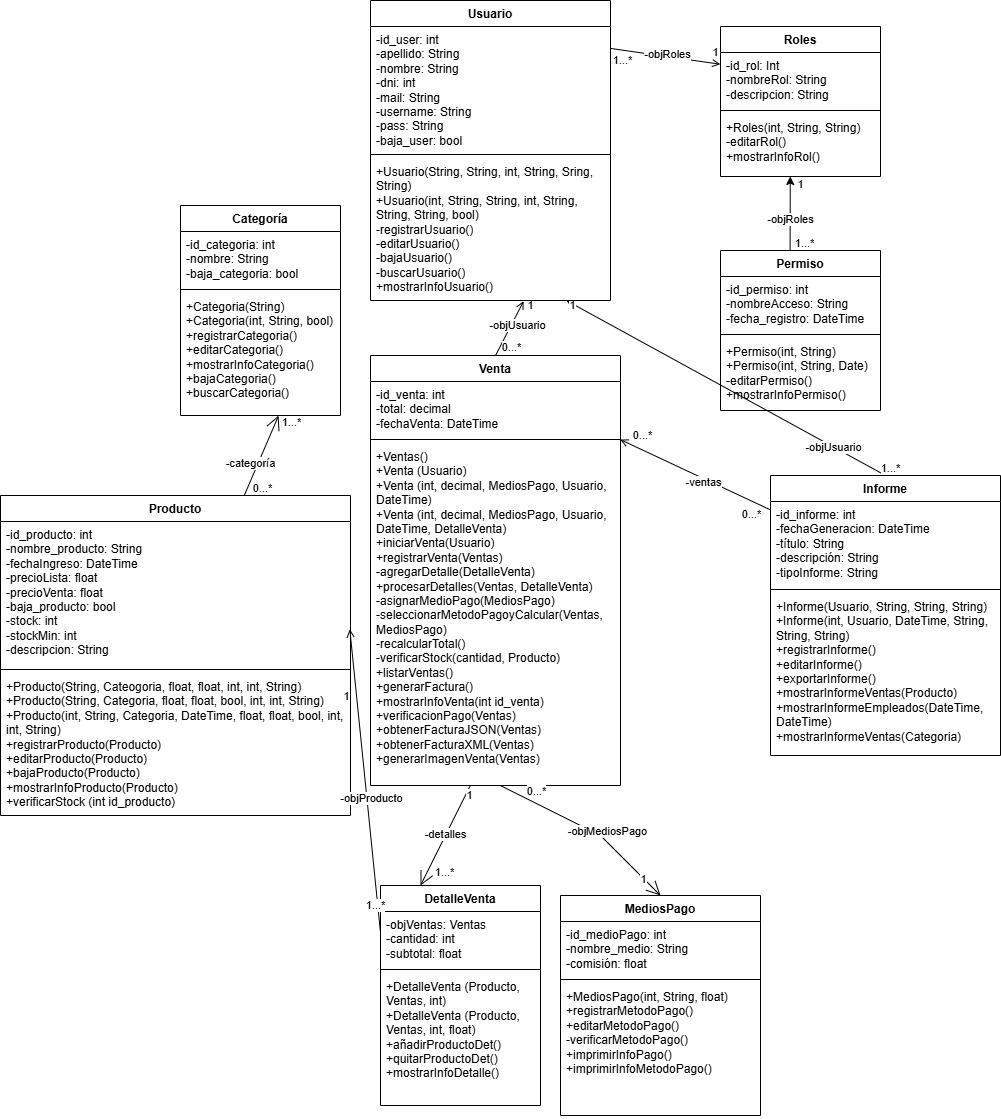 Usuario
-id_user: int
-apellido: String
-nombre: String
-dni: int
-mail: String
-username: String
-pass: String
-baja_user: bool
+Usuario(String, String, int, String, Sring,
String)
+Usuario(int, String, String, int, String,
String, String, bool)
-registrarUsuario()
-editarUsuario()
-bajaUsuario()
-buscarUsuario()
+mostrarInfoUsuario()
1...*
-objRoles
1
Roles
-id_rol: Int
-nombreRol: String
-descripcion: String
+Roles(int, String, String)
-editarRol()
+mostrarInfoRol()
1
-objRoles
1...*
Permiso
-id_permiso: int
-nombreAcceso: String
-fecha_registro: DateTime
+Permiso(int, String)
+Permiso(int, String, Date)
-editarPermiso()
+mostrarInfoPermiso()
Categoría
-id_categoria: int
-nombre: String
-baja_categoria: bool
+Categoria(String)
+Categoria(int, String, bool)
+registrarCategoria()
+editarCategoria()
+mostrarInfoCategoria()
+bajaCategoria()
+buscarCategoria()
1...*
-categoría
0...*
1
-objUsuario
0...*
1
-objUsuario
1...*
Venta
-id_venta: int
-total: decimal
-fechaVenta: DateTime
+Ventas()
+Venta (Usuario)
+Venta (int, decimal, MediosPago, Usuario,
DateTime)
+Venta (int, decimal, MediosPago, Usuario,
DateTime, DetalleVenta)
+iniciarVenta(Usuario)
+registrarVenta(Ventas)
-agregarDetalle(DetalleVenta)
+procesarDetalles(Ventas, DetalleVenta)
-asignarMedioPago(MediosPago)
-seleccionarMetodoPagoyCalcular(Ventas,
MediosPago)
-recalcularTotal()
-verificarStock(cantidad, Producto)
+listarVentas()
+generarFactura()
+mostrarInfoVenta(int id_venta)
+verificacionPago(Ventas)
+obtenerFacturaJSON(Ventas)
+obtenerFacturaXML(Ventas)
+generarImagenVenta(Ventas)
0...*
-ventas
0...*
Informe
-id_informe: int
-fechaGeneracion: DateTime
-título: String
-descripción: String
-tipoInforme: String
+Informe(Usuario, String, String, String)
+Informe(int, Usuario, DateTime, String,
String, String)
+registrarInforme()
+editarInforme()
+exportarInforme()
+mostrarInformeVentas(Producto)
+mostrarInformeEmpleados(DateTime,
DateTime)
+mostrarInformeVentas(Categoria)
Producto
-id_producto: int
-nombre_producto: String
-fechaIngreso: DateTime
-precioLista: float
-precioVenta: float
-baja_producto: bool
-stock: int
-stockMin: int
-descripcion: String
+Producto(String, Cateogoria, float, float, int, int, String)
+Producto(String, Categoria, float, float, bool, int, int, String)
+Producto(int, String, Categoria, DateTime, float, float, bool, int,
int, String)
+registrarProducto(Producto)
+editarProducto(Producto)
+bajaProducto(Producto)
+mostrarInfoProducto(Producto)
+verificarStock (int id_producto)
1
-objProducto
1...*
1
-detalles
1...*
0...*
-objMediosPago
1
DetalleVenta
-objVentas: Ventas
-cantidad: int
-subtotal: float
+DetalleVenta (Producto,
Ventas, int)
+DetalleVenta (Producto,
Ventas, int, float)
+añadirProductoDet()
+quitarProductoDet()
+mostrarInfoDetalle()
MediosPago
-id_medioPago: int
-nombre_medio: String
-comisión: float
+MediosPago(int, String, float)
+registrarMetodoPago()
+editarMetodoPago()
-verificarMetodoPago()
+imprimirInfoPago()
+imprimirInfoMetodoPago()